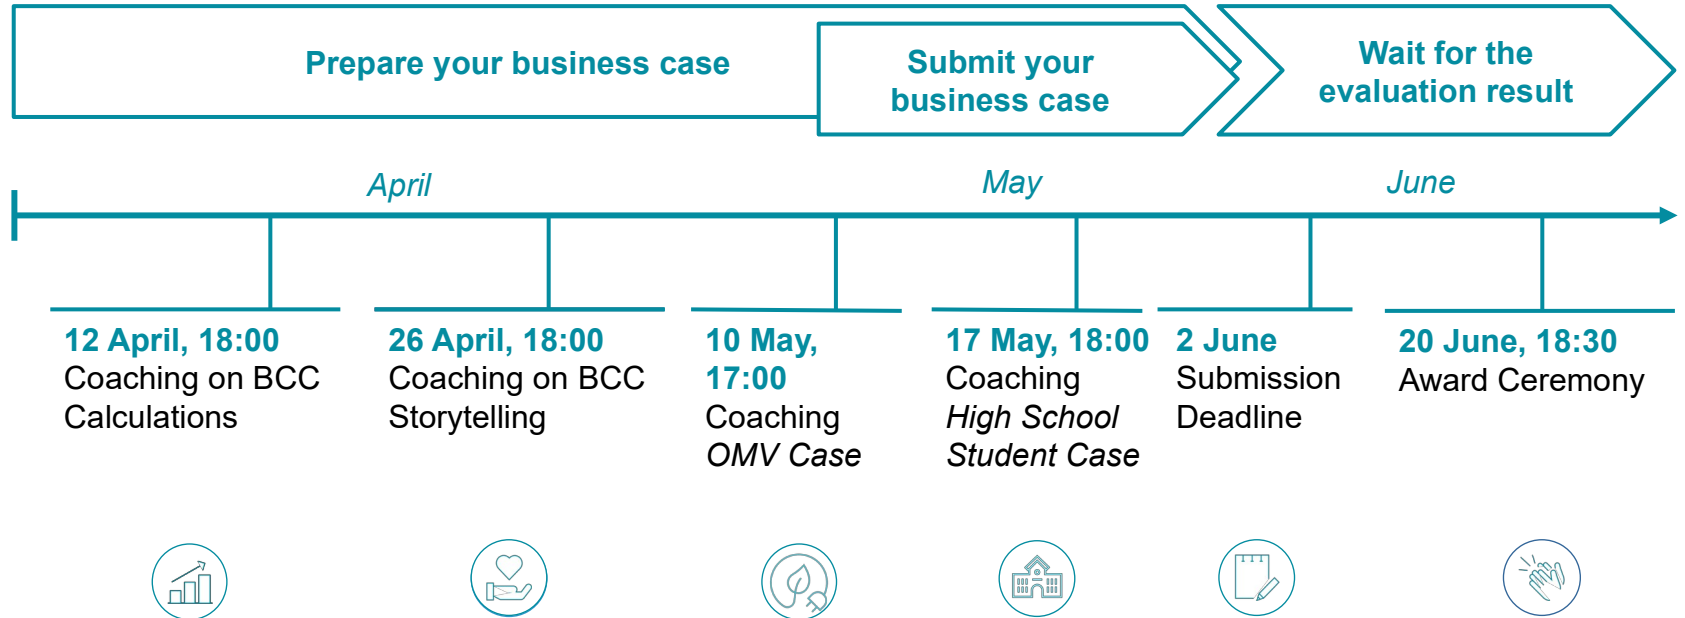 Prepare your business case
Submit your
business case
Wait for the
evaluation result
April
May
June
12 April, 18:00
Coaching on BCC
Calculations
26 April, 18:00
Coaching on BCC
Storytelling
10 May,
17:00
Coaching
OMV Case
17 May, 18:00
Coaching
High School
Student Case
2 June
Submission
Deadline
20 June, 18:30
Award Ceremony